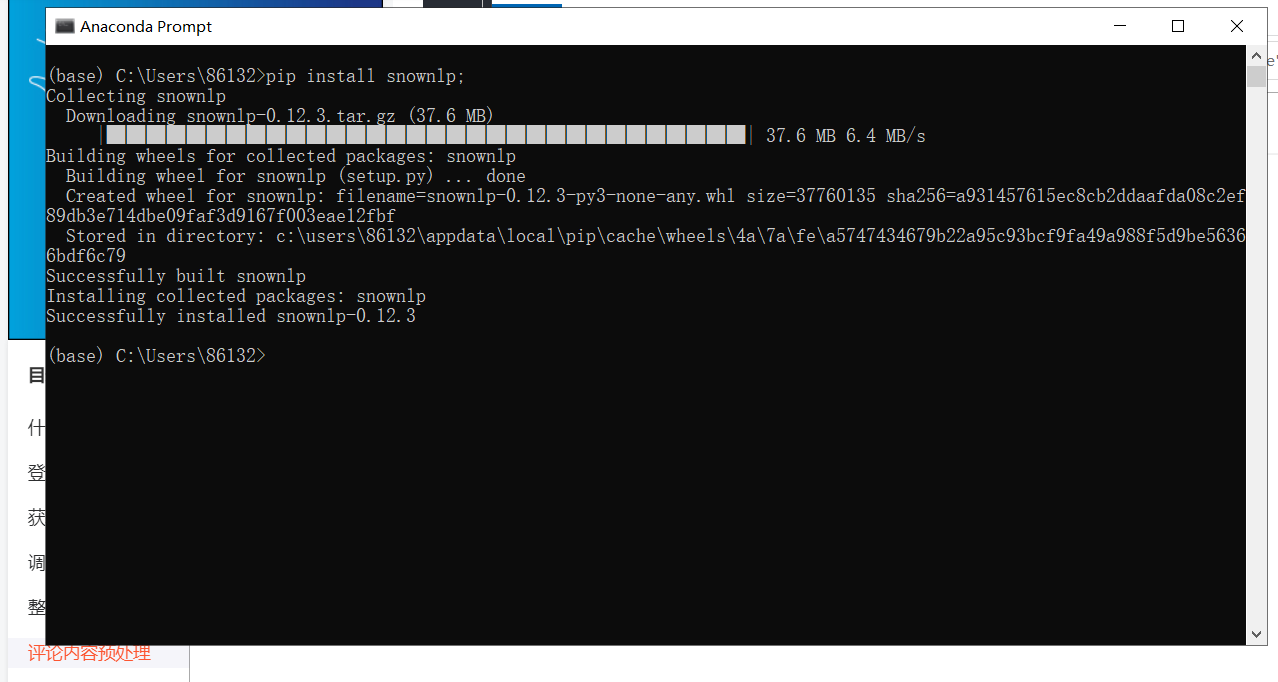 Anaconda Prompt
(base) C:\Users\86132>pip install snownlp;
Collecting snownlp
Downloading snownlp-0.12.3.tar.gz (37.6 MB)
37.6 MB 6.4 MB/s
Building wheels for collected packages: snownlp
Building wheel for snownlp (setup.py) ... done
Created wheel for snownlp: filename=snownlp-0.12.3-py3-none-any.whl size=37760135 sha256=a931457615ec8cb2ddaafda08c2ef
89db3e714dbe09faf3d9167f003eae12fbf
Stored in directory: c:\users\86132\appdata\local\pip\cache\wheels\4a\7a\fe\a5747434679b22a95c93bcf9fa49a988f5d9be5636
6bdf6c79
Successfully built snownlp
Installing collected packages: snownlp
Successfully installed snownlp-0.12.3
(base) C:\Users\86132>
目
什
登
获
调
整
评论内容预处理